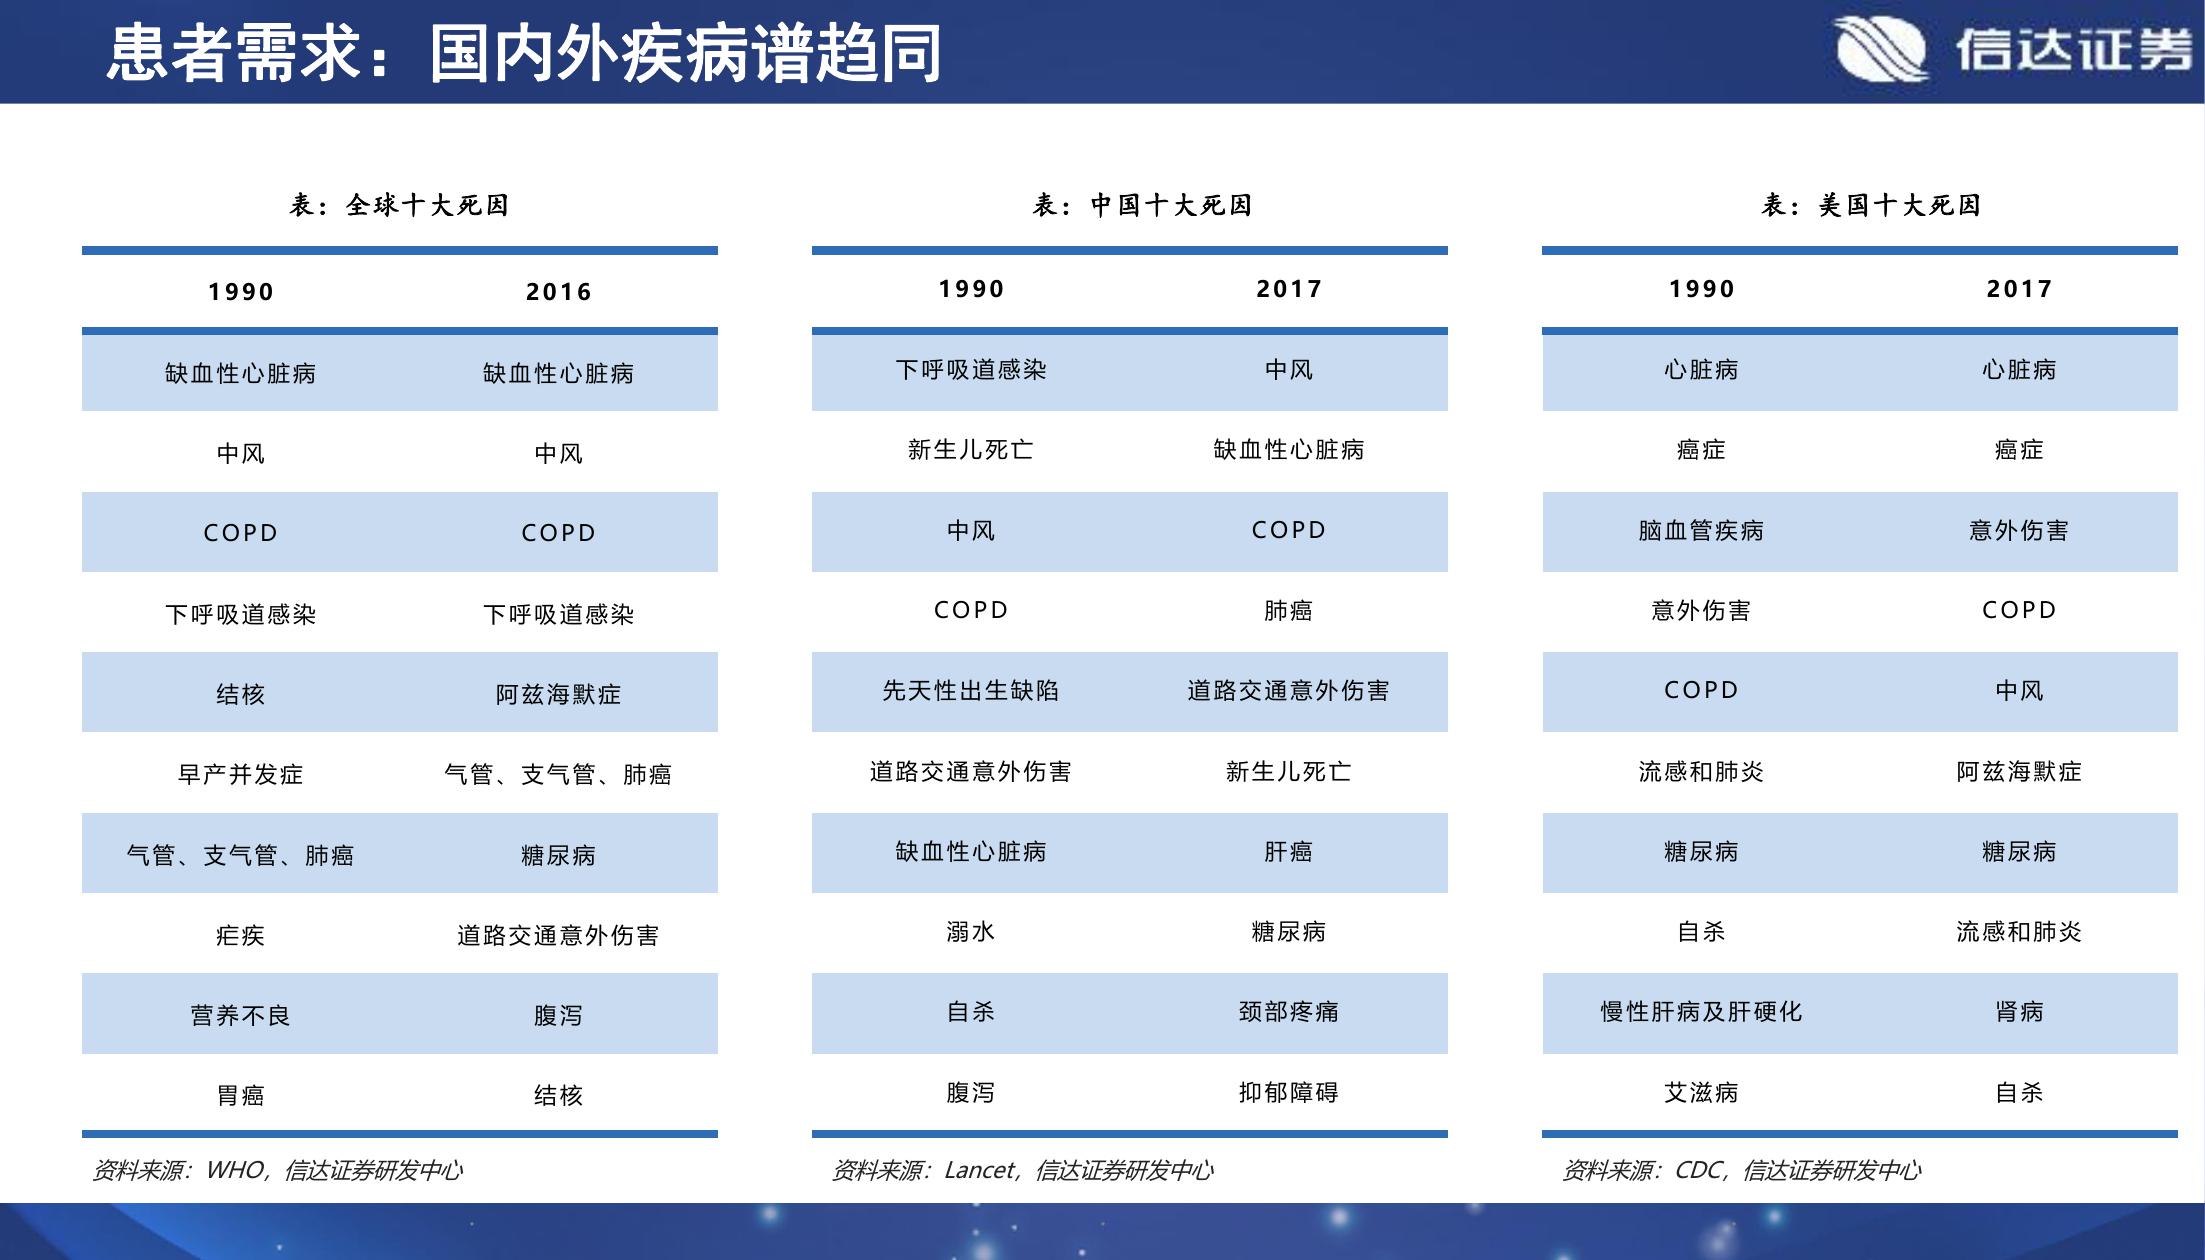 患者需求：国内外疾病谱趋同
信达证券
表：全球十大死因
1990 2016
缺血性心脏病 缺血性心脏病
中风 中风
COPD COPD
下呼吸道感染 下呼吸道感染
结核 阿兹海默症
早产并发症 气管、支气管、肺癌
气管、支气管、肺癌 糖尿病
疟疾 道路交通意外伤害
营养不良 腹泻
胃癌 结核
资料来源：WHO，信达证券研发中心
表：中国十大死因
1990 2017
下呼吸道感染 中风
新生儿死亡 缺血性心脏病
中风 COPD
COPD 肺癌
先天性出生缺陷 道路交通意外伤害
道路交通意外伤害 新生儿死亡
缺血性心脏病 肝癌
溺水 糖尿病
自杀 颈部疼痛
腹泻 抑郁障碍
资料来源：Lancet，信达证券研发中心
表：美国十大死因
1990 2017
心脏病 心脏病
癌症 癌症
脑血管疾病 意外伤害
意外伤害 COPD
COPD 中风
流感和肺炎 阿兹海默症
糖尿病 糖尿病
自杀 流感和肺炎
慢性肝病及肝硬化 肾病
艾滋病 自杀
资料来源：CDC，信达证券研发中心